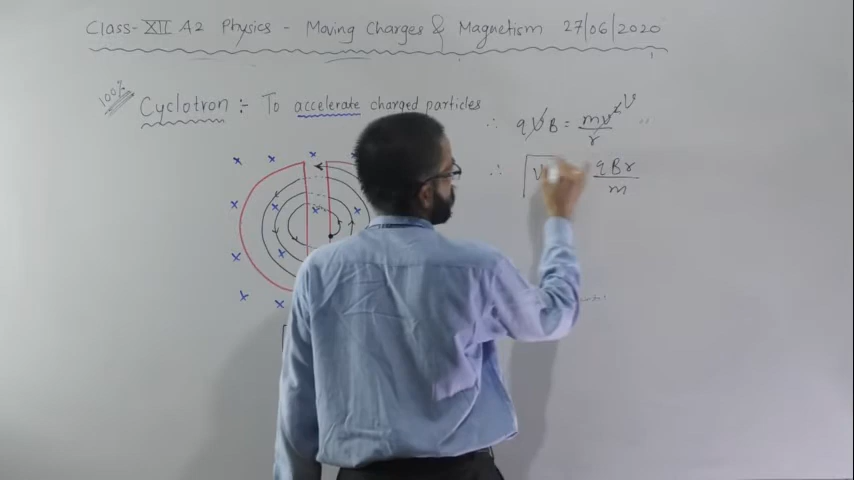 Class-XII A2 Physics - Moving Charges & Magnetism 27/06/2020
100%
Cyclotron :- To accelerate charged particles
∴ qVB = mv² / r
∴ V qBr / m